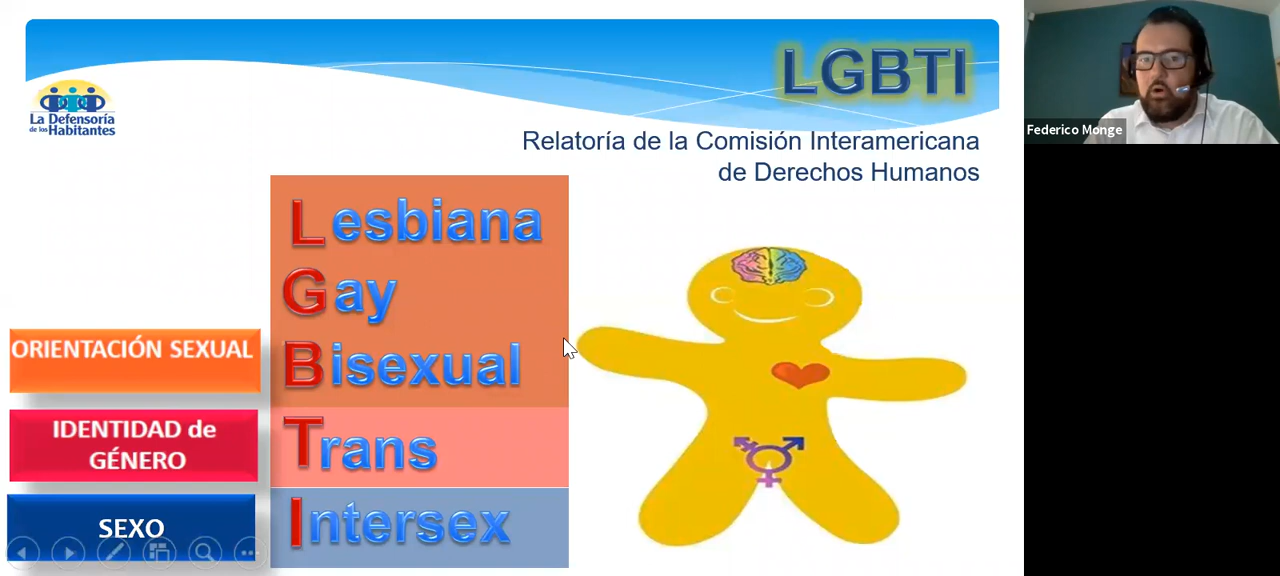 LGBTI
La Defensoría
de los Habitantes
Relatoría de la Comisión Interamericana
de Derechos Humanos
Lesbiana
Gay
Bisexual
Trans
Intersex
ORIENTACIÓN SEXUAL
IDENTIDAD de
GÉNERO
SEXO
Federico Monge